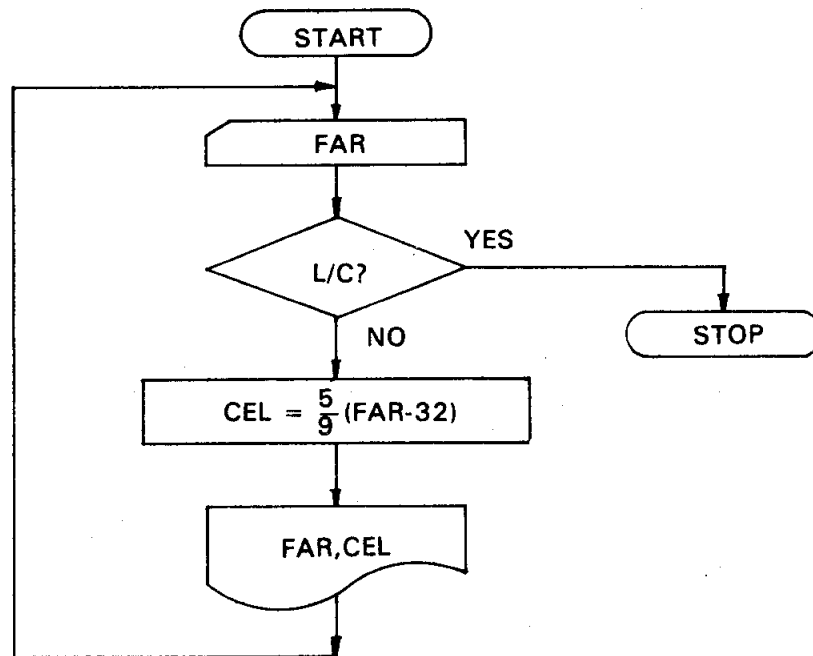 START
FAR
L/C?
YES
STOP
NO
CEL = 5/9 (FAR-32)
FAR,CEL